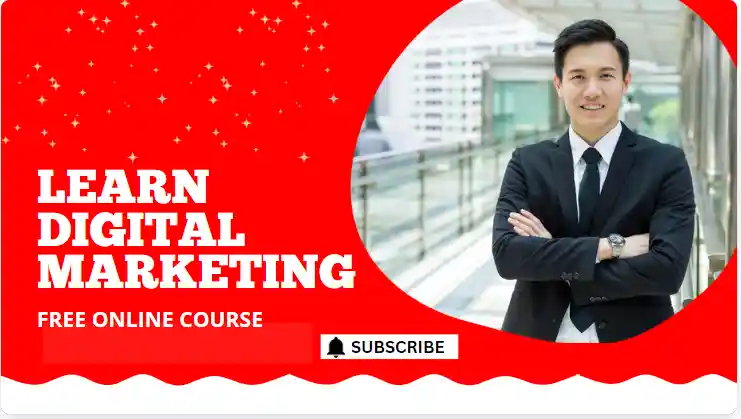 LEARN
DIGITAL
MARKETING
FREE ONLINE COURSE
SUBSCRIBE